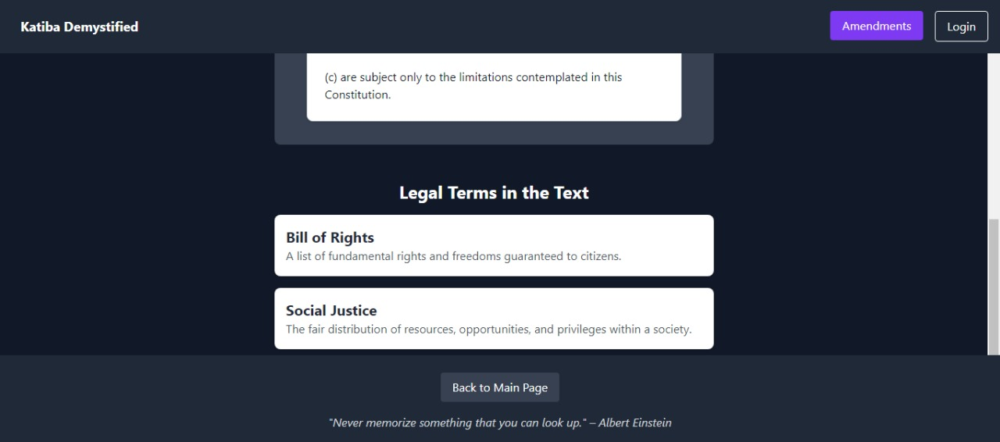 Katiba Demystified
Amendments
Login
(c) are subject only to the limitations contemplated in this
Constitution.
Legal Terms in the Text
Bill of Rights
A list of fundamental rights and freedoms guaranteed to citizens.
Social Justice
The fair distribution of resources, opportunities, and privileges within a society.
Back to Main Page
"Never memorize something that you can look up." – Albert Einstein